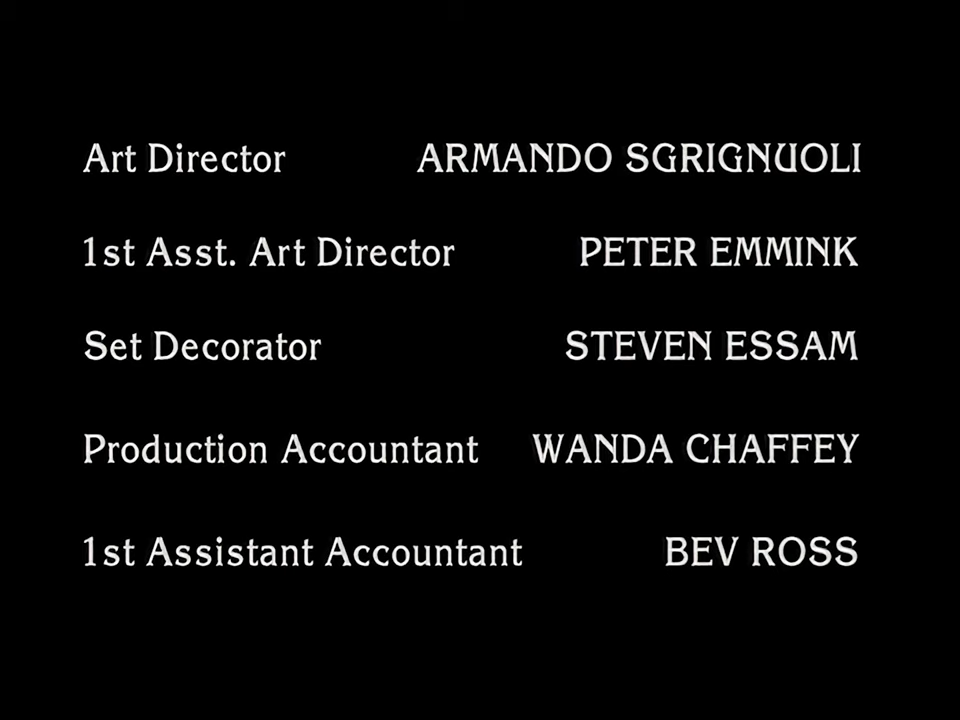 Art Director ARMANDO SGRIGNUOLI
1st Asst. Art Director PETER EMMINK
Set Decorator STEVEN ESSAM
Production Accountant WANDA CHAFFEY
1st Assistant Accountant BEV ROSS